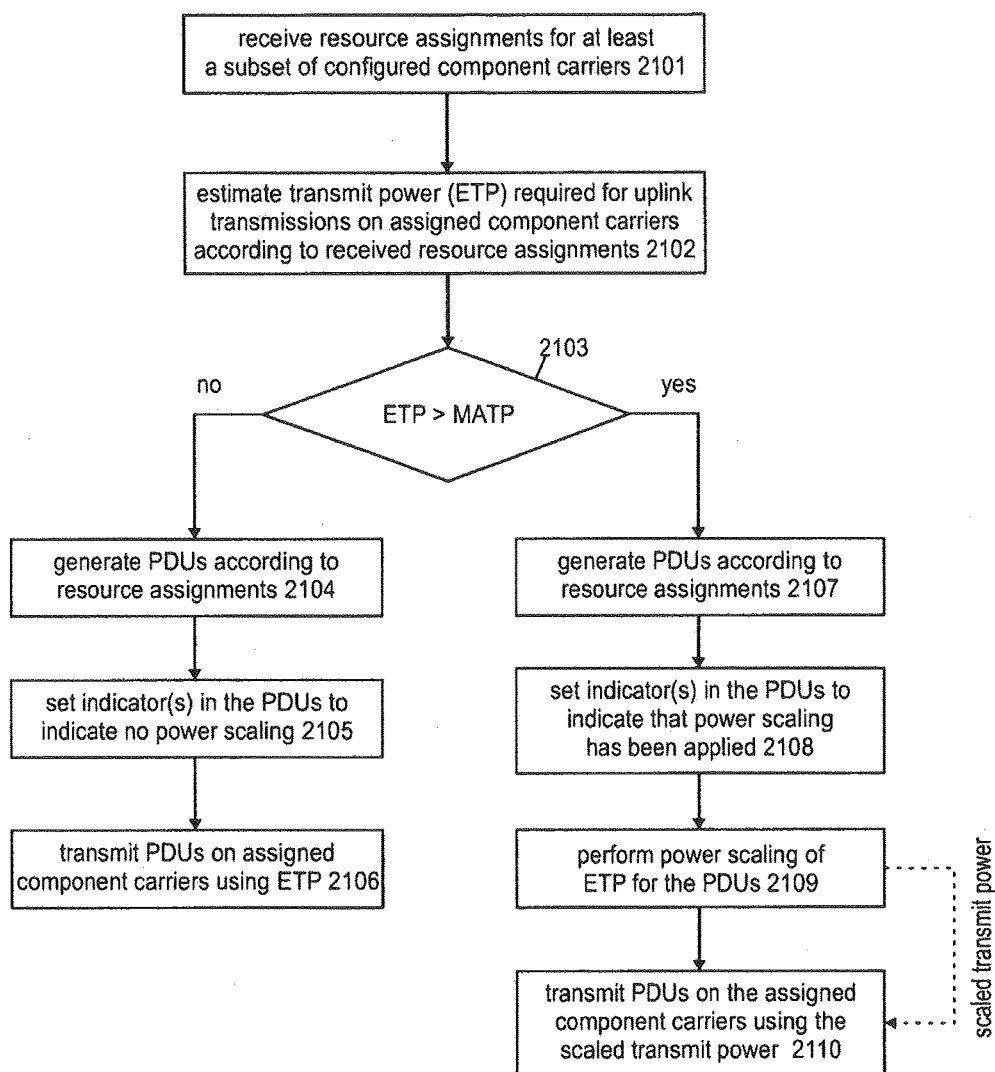 receive resource assignments for at least
a subset of configured component carriers 2101
estimate transmit power (ETP) required for uplink
transmissions on assigned component carriers
according to received resource assignments 2102
2103
no
yes
ETP > MATP
generate PDUs according to
resource assignments 2104
generate PDUs according to
resource assignments 2107
set indicator(s) in the PDUs to
indicate no power scaling 2105
set indicator(s) in the PDUs to
indicate that power scaling
has been applied 2108
transmit PDUs on assigned
component carriers using ETP 2106
perform power scaling of
ETP for the PDUs 2109
scaled transmit power
transmit PDUs on the assigned
component carriers using the
scaled transmit power 2110